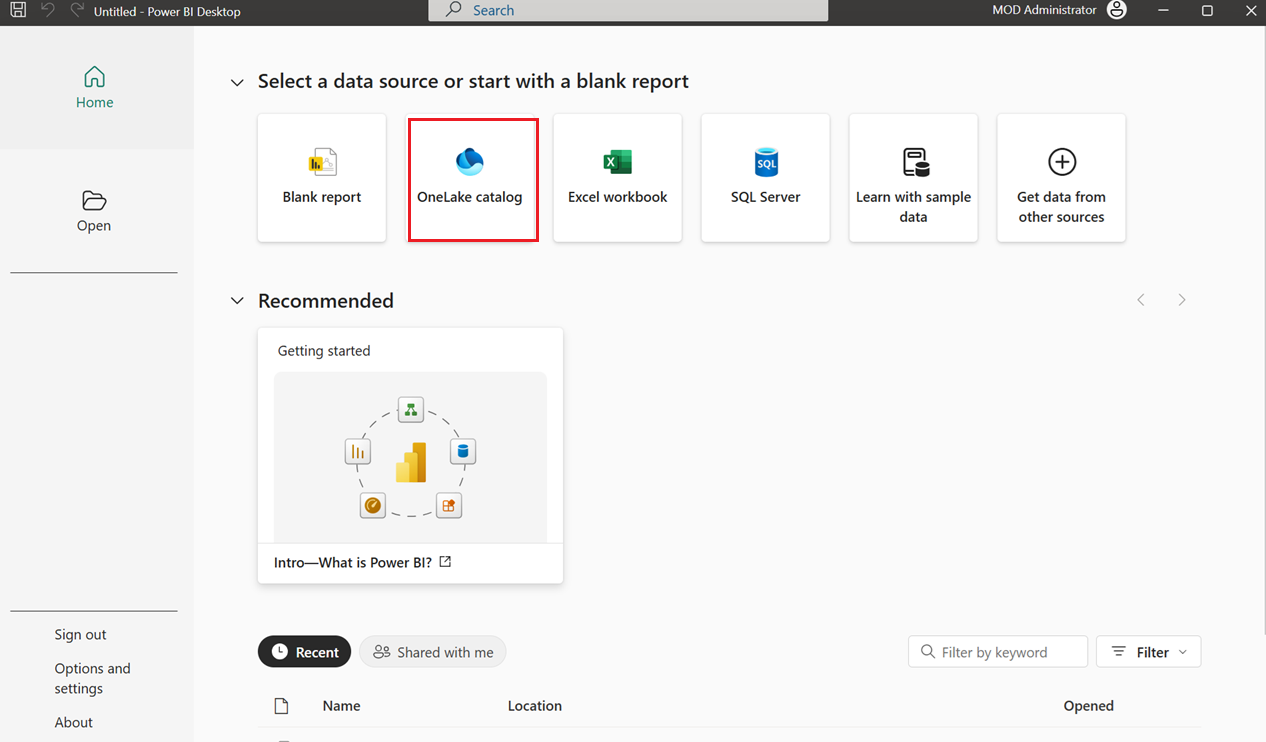 Untitled - Power BI Desktop
Search
MOD Administrator
Home
Open
Sign out
Options and
settings
About
Select a data source or start with a blank report
Blank report
OneLake catalog
X
Excel workbook
SQL
SQL Server
Learn with sample
data
Get data from
other sources
Recommended
Getting started
Intro—What is Power BI?
Recent
Shared with me
Filter by keyword
Filter
Name
Location
Opened